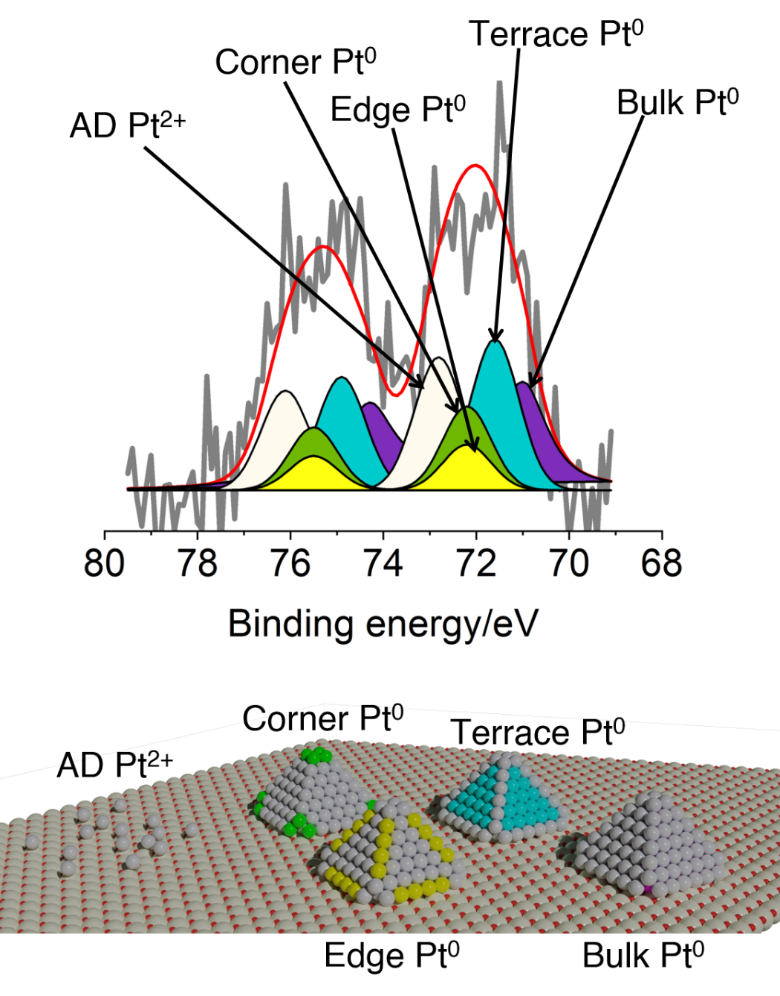 Terrace Pt⁰
Corner Pt⁰
Edge Pt⁰
Bulk Pt⁰
AD Pt²⁺
80 78 76 74 72 70 68
Binding energy/eV
Corner Pt⁰
Terrace Pt⁰
AD Pt²⁺
Edge Pt⁰
Bulk Pt⁰